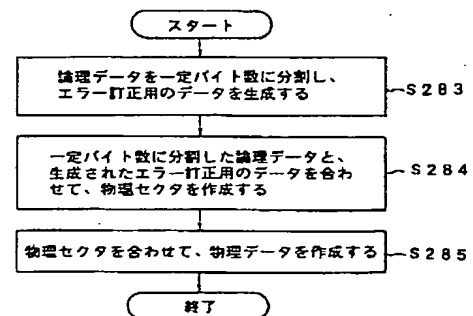 スタート
論理データを一定バイト数に分割し、
エラー訂正用のデータを生成する
S283
一定バイト数に分割した論理データと、
生成されたエラー訂正用のデータを合わ
せて、物理セクタを作成する
S284
物理セクタを合わせて、物理データを作成する
S285
終了